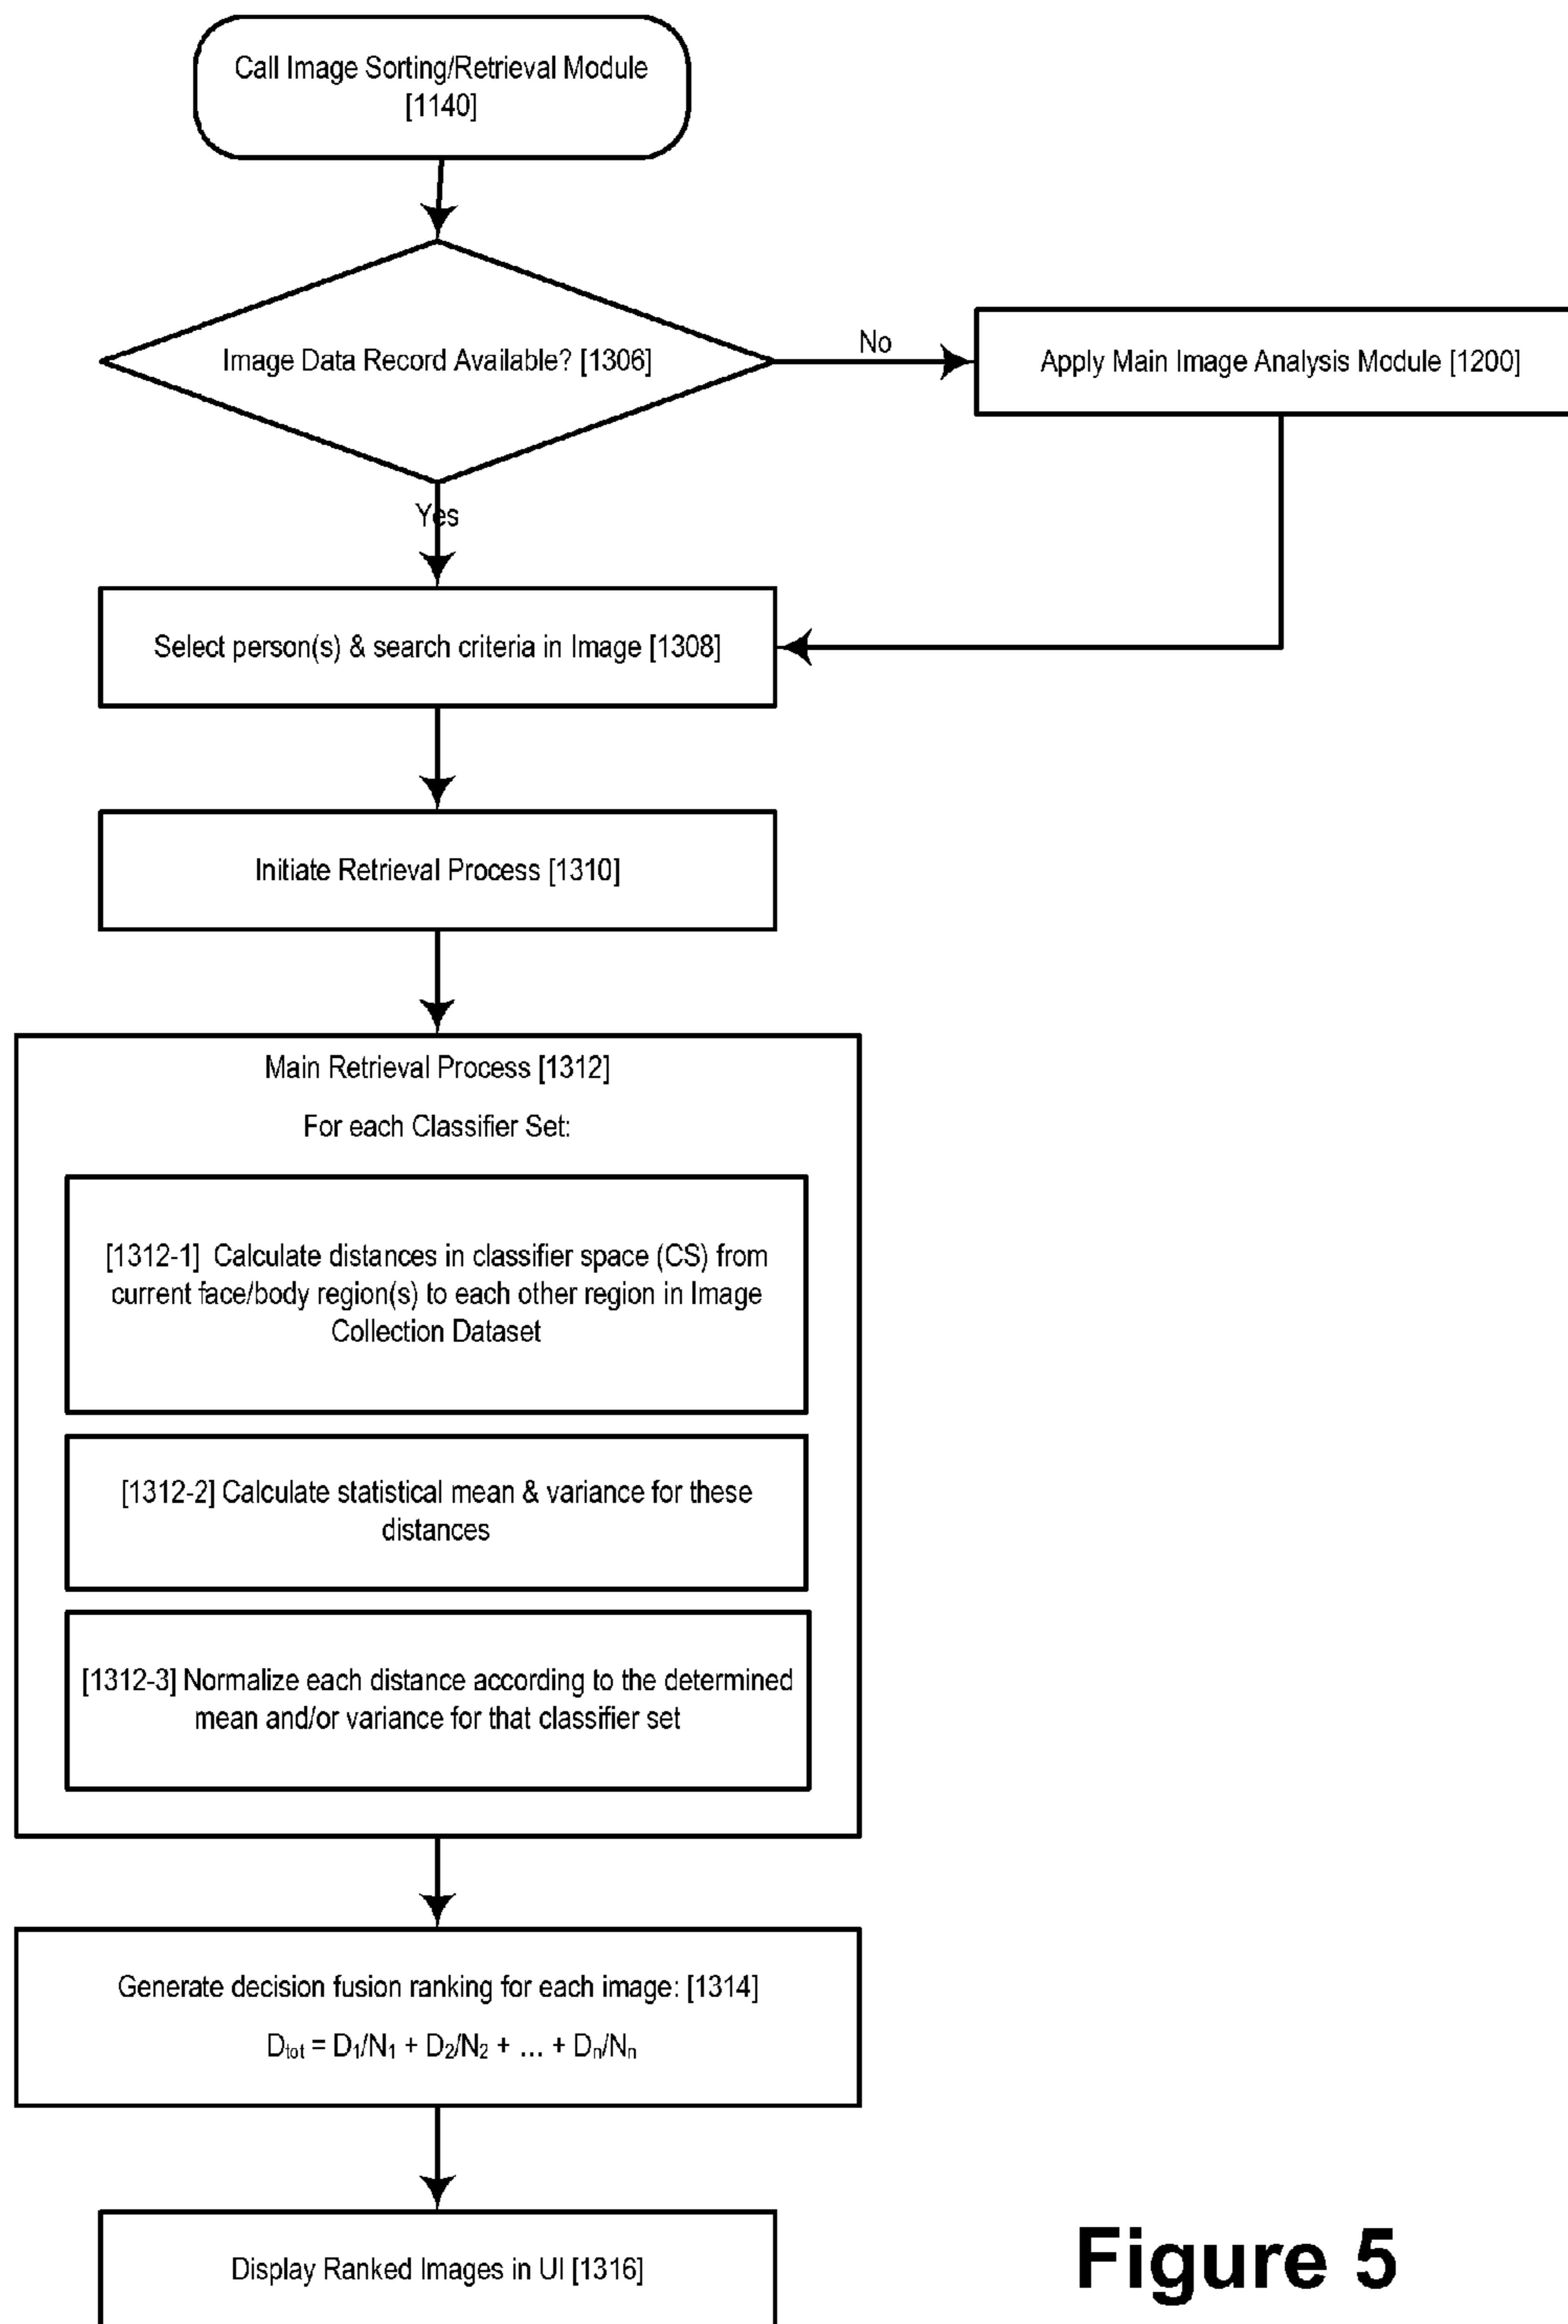 Call Image Sorting/Retrieval Module
[1140]
Image Data Record Available? [1306]
No
Apply Main Image Analysis Module [1200]
Yes
Select person(s) & search criteria in Image [1308]
Initiate Retrieval Process [1310]
Main Retrieval Process [1312]
For each Classifier Set:
[1312-1] Calculate distances in classifier space (CS) from
current face/body region(s) to each other region in Image
Collection Dataset
[1312-2] Calculate statistical mean & variance for these
distances
[1312-3] Normalize each distance according to the determined
mean and/or variance for that classifier set
Generate decision fusion ranking for each image: [1314]
Dtot = D1/N1 + D2/N2 + ... + Dn/Nn
Display Ranked Images in UI [1316]
Figure 5